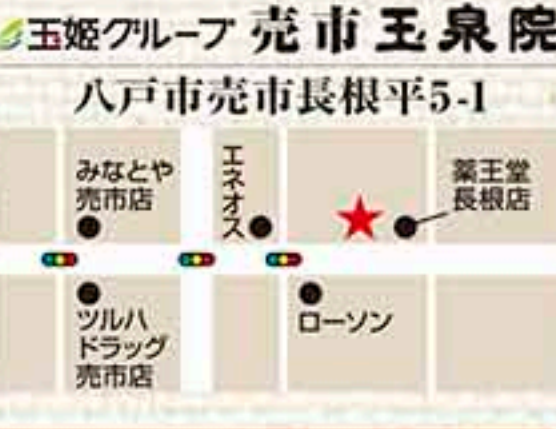 玉姫グループ 売市 玉泉院
八戸市売市長根平5-1
みなとや
売市店
エネオス
薬王堂
長根店
ツルハ
ドラッグ
売市店
ローソン